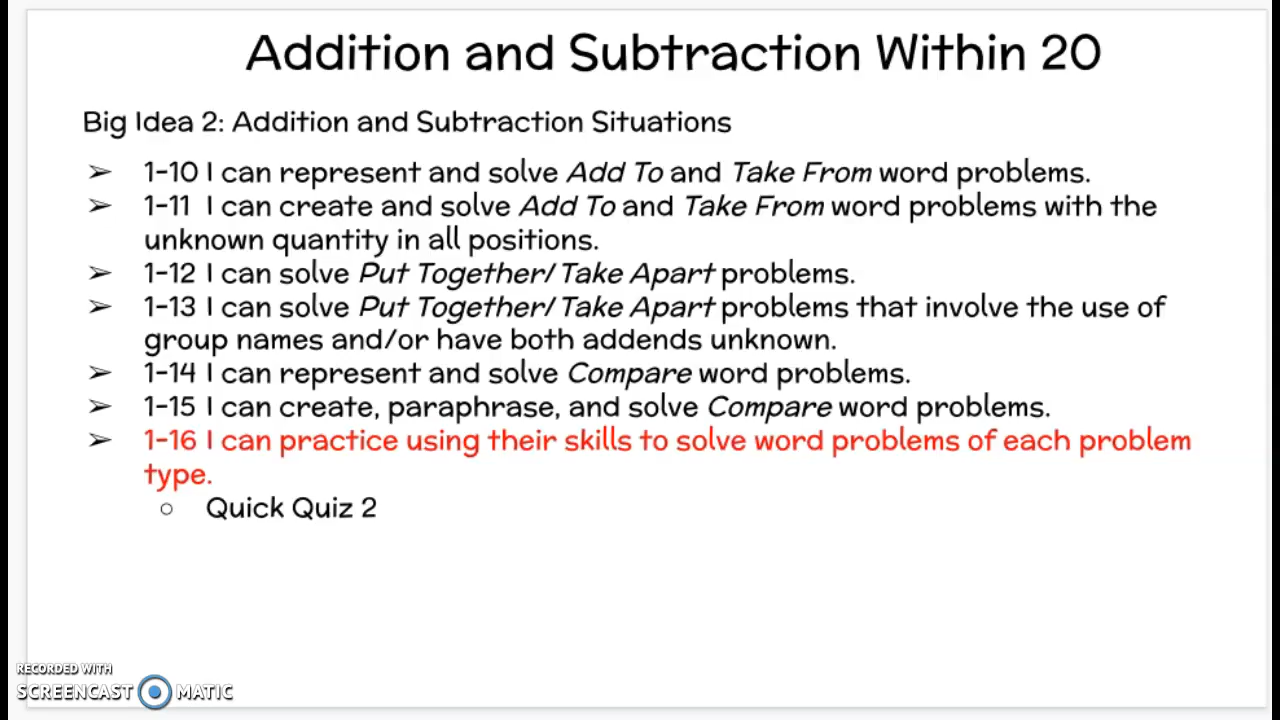 Addition and Subtraction Within 20
Big Idea 2: Addition and Subtraction Situations
➢ 1-10 I can represent and solve Add To and Take From word problems.
➢ 1-11 I can create and solve Add To and Take From word problems with the
unknown quantity in all positions.
➢ 1-12 I can solve Put Together/ Take Apart problems.
➢ 1-13 I can solve Put Together/ Take Apart problems that involve the use of
group names and/or have both addends unknown.
➢ 1-14 I can represent and solve Compare word problems.
➢ 1-15 I can create, paraphrase, and solve Compare word problems.
➢ 1-16 I can practice using their skills to solve word problems of each problem
type.
○ Quick Quiz 2
RECORDED WITH
SCREENCAST MATIC